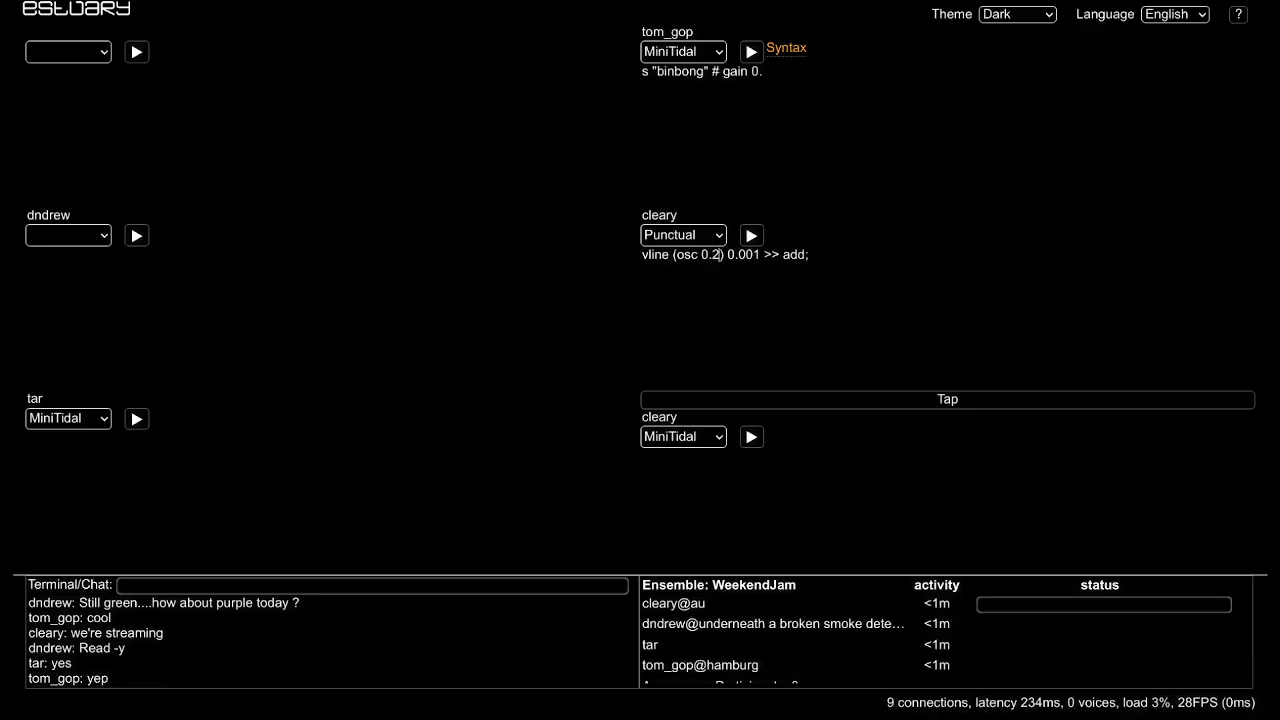 estuary
Theme Dark Language English ?
tom_gop
MiniTidal Syntax
s "binbong" # gain 0.
dndrew
cleary
Punctual
vline (osc 0.2) 0.001 >> add;
tar
MiniTidal
Tap
cleary
MiniTidal
Terminal/Chat:
dndrew: Still green....how about purple today ?
tom_gop: cool
cleary: we're streaming
dndrew: Read -y
tar: yes
tom_gop: yep
Ensemble: WeekendJam activity status
cleary@au <1m
dndrew@underneath a broken smoke dete... <1m
tar <1m
tom_gop@hamburg <1m
9 connections, latency 234ms, 0 voices, load 3%, 28FPS (0ms)